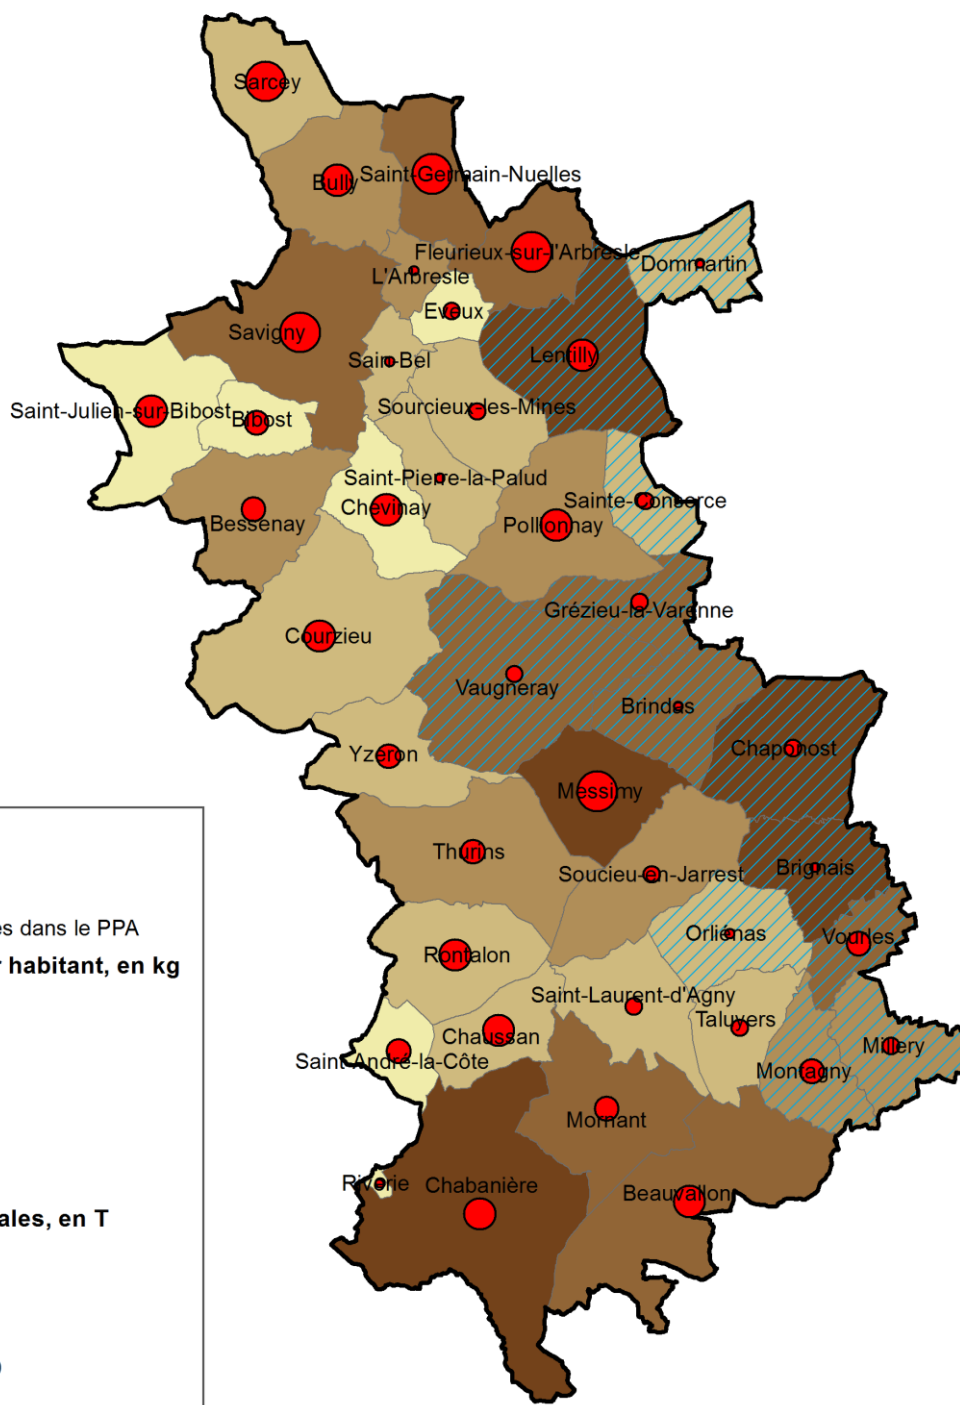 Sarcey
Bully
Saint-Germain-Nuelles
Fleurieux-sur-l'Arbresle
Dommartin
L'Arbresle
Eveux
Savigny
Sain-Bel
Lentilly
Saint-Julien-sur-Bibost
Bibost
Sourcieux-les-Mines
Saint-Pierre-la-Palud
Chevinay
Sainte-Consorce
Bessenay
Pollionnay
Grézieu-la-Varenne
Courzieu
Vaugneray
Brindas
Yzeron
Chaponost
Messimy
Thurins
Soucieu-en-Jarrest
Brignais
es dans le PPA
Orliénas
Vourles
r habitant, en kg
Rontalon
Saint-Laurent-d'Agny
Taluyers
Chaussan
Millery
Saint André-la-Côte
Montagny
Mornant
Riverie
Chabanière
Beauvallon
ales, en T